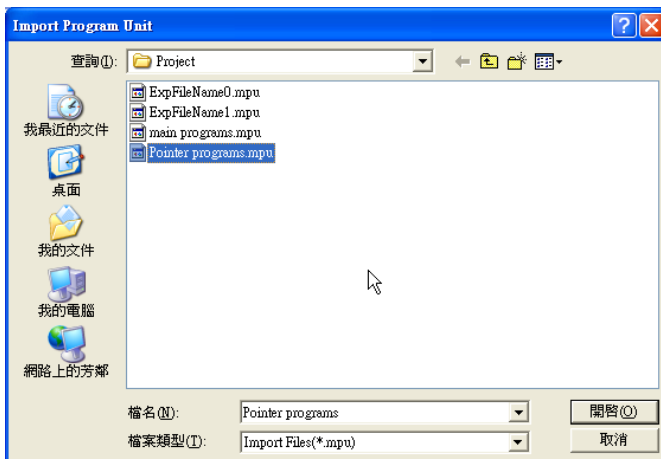 Import Program Unit
查詢(I):
Project
ExpFileName0.mpu
ExpFileName1.mpu
main programs.mpu
Pointer programs.mpu
我最近的文件
桌面
我的文件
我的電腦
網路上的芳鄰
檔名(N):
Pointer programs
開啓(O)
檔案類型(T):
Import Files(*.mpu)
取消